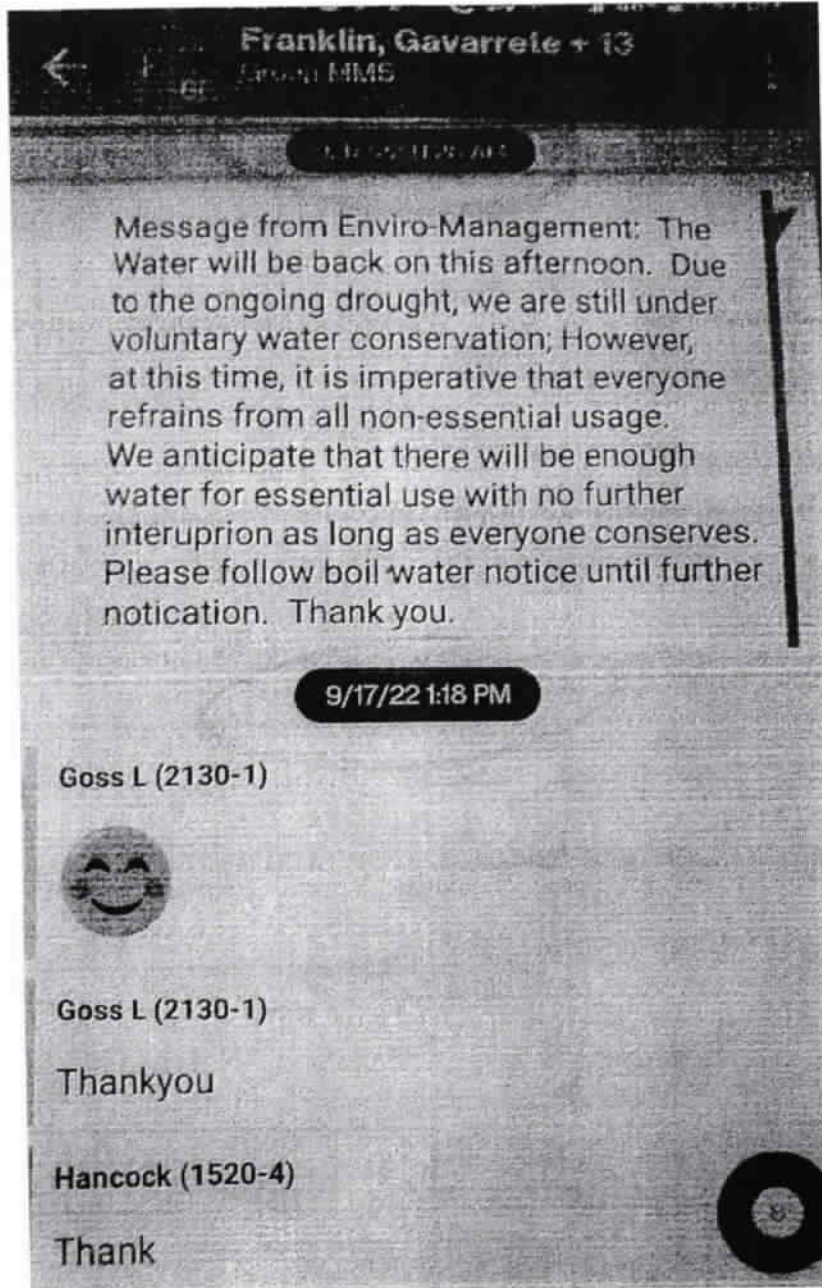 Franklin, Gavarrete + 13
Group MMS
Message from Enviro-Management: The
Water will be back on this afternoon. Due
to the ongoing drought, we are still under
voluntary water conservation; However,
at this time, it is imperative that everyone
refrains from all non-essential usage.
We anticipate that there will be enough
water for essential use with no further
interuprion as long as everyone conserves.
Please follow boil water notice until further
notication. Thank you.
9/17/22 1:18 PM
Goss L (2130-1)
Goss L (2130-1)
Thankyou
Hancock (1520-4)
Thank